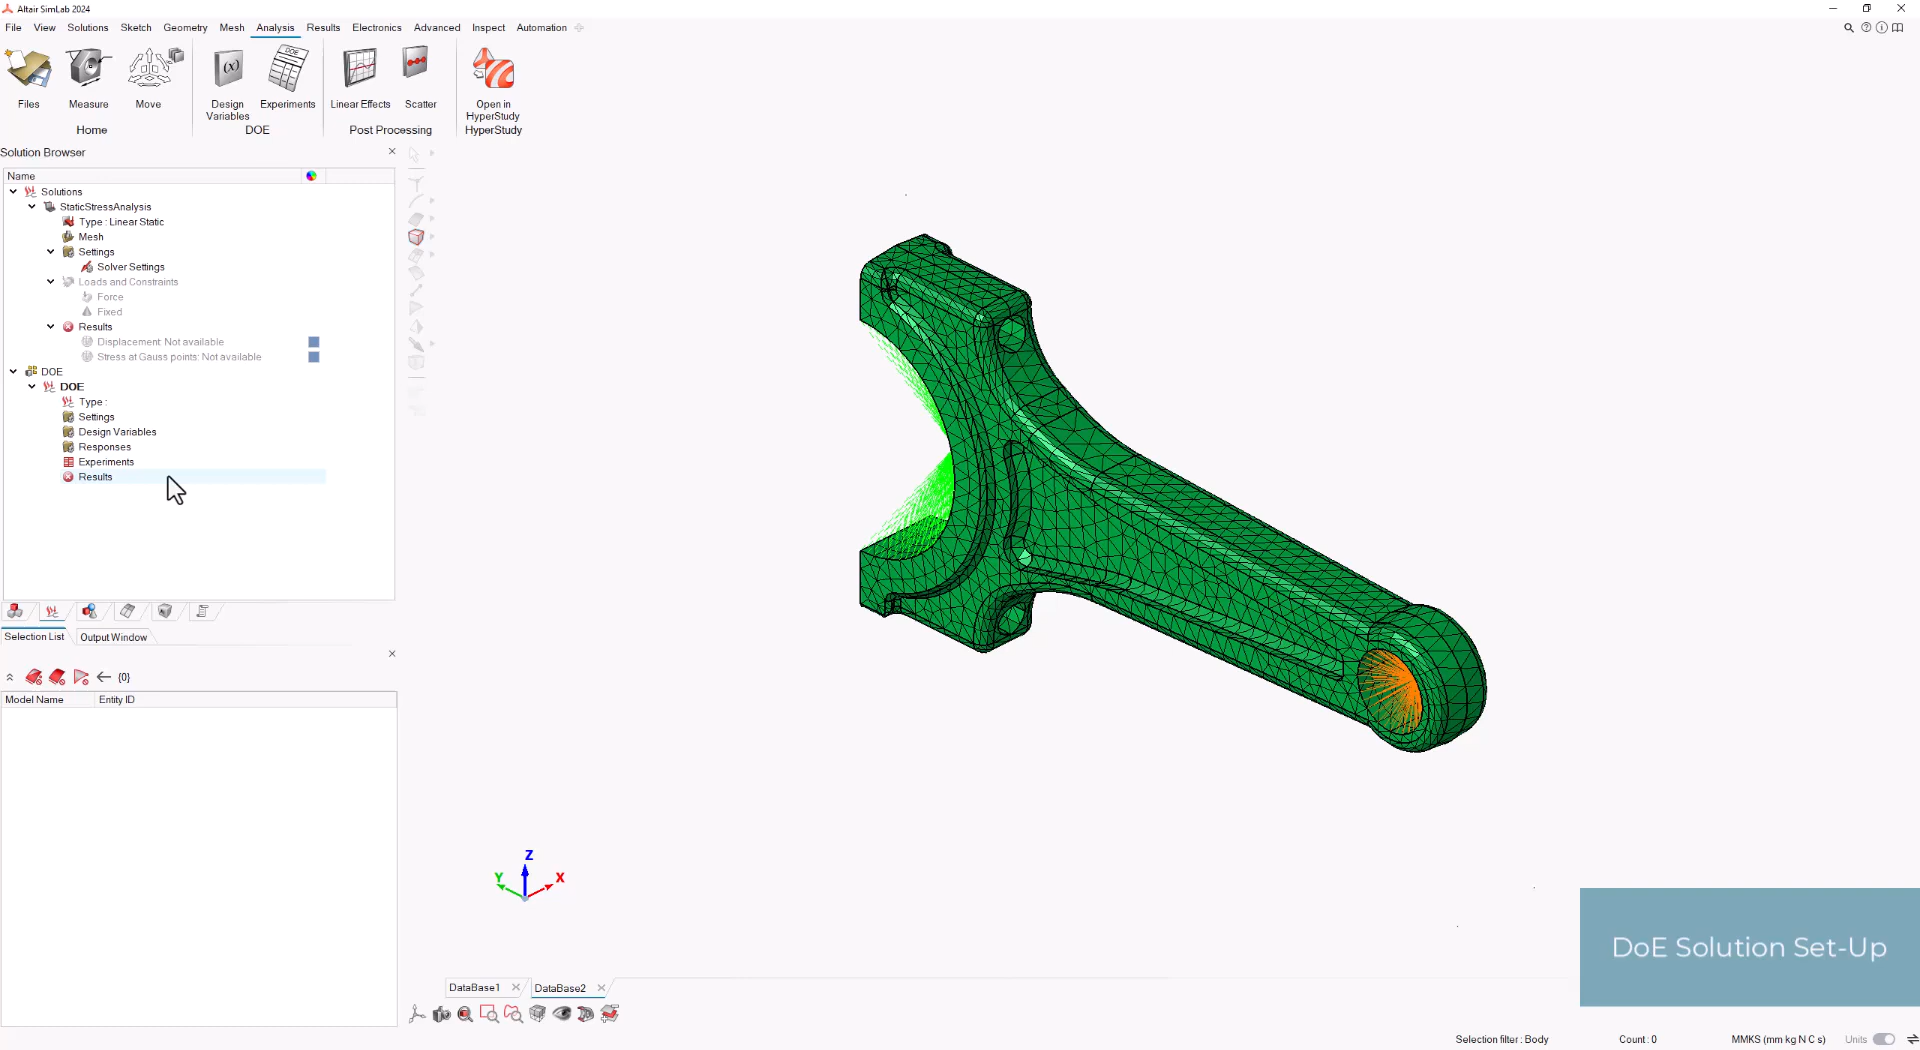 Altair SimLab 2024
File View Solutions Sketch Geometry Mesh Analysis Results Electronics Advanced Inspect Automation
Files Measure Move Design Variables Experiments Linear Effects Scatter Open in HyperStudy
Home DOE Post Processing HyperStudy
Solution Browser
Name
Solutions
StaticStressAnalysis
Type : Linear Static
Mesh
Settings
Solver Settings
Loads and Constraints
Force
Fixed
Results
Displacement: Not available
Stress at Gauss points: Not available
DOE
DOE
Type :
Settings
Design Variables
Responses
Experiments
Results
Selection List Output Window
{0}
Model Name Entity ID
Z
Y X
DoE Solution Set-Up
DataBase1 DataBase2
Selection filter : Body Count : 0 MMKS (mm kg N C s) Units